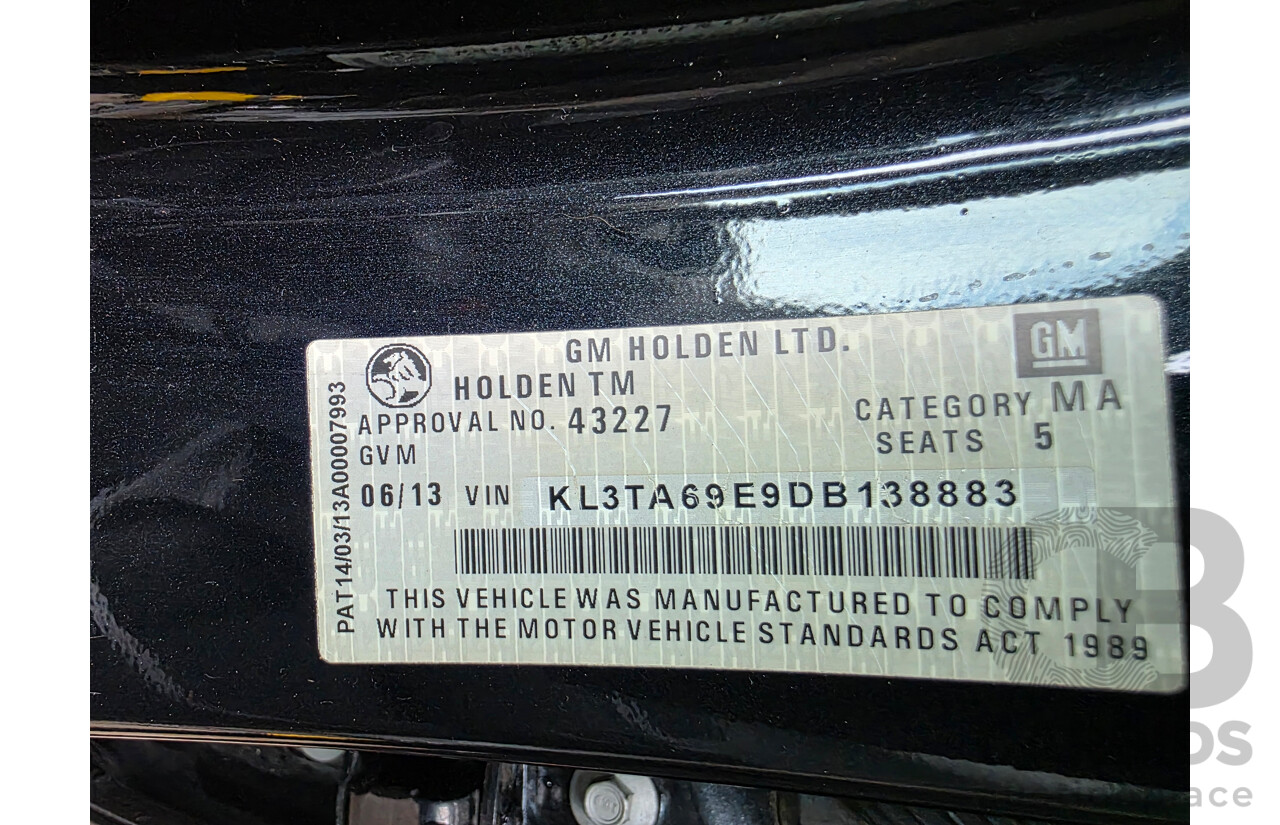 GM HOLDEN LTD.
GM
HOLDEN TM
APPROVAL NO. 43227
CATEGORY MA
GVM
SEATS 5
06/13 VIN KL3TA69E9DB138883
THIS VEHICLE WAS MANUFACTURED TO COMPLY
WITH THE MOTOR VEHICLE STANDARDS ACT 1989
PAT14/03/13A00007993